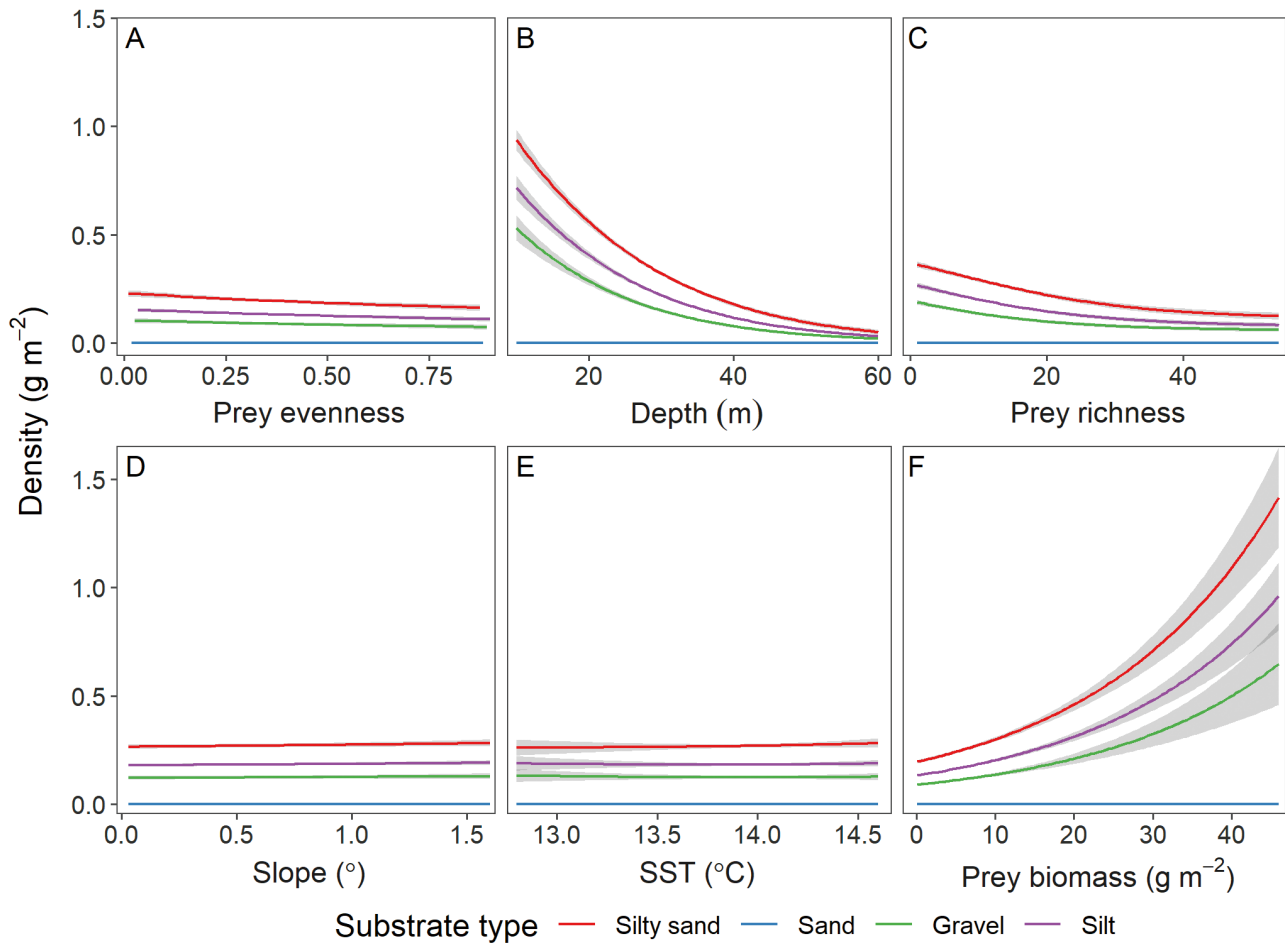 A B C
1.5
1.0
0.5
0.0
0.00 0.25 0.50 0.75 20 40 60 0 20 40
Prey evenness Depth (m) Prey richness
Density (g m⁻²)
D E F
1.5
1.0
0.5
0.0
0.0 0.5 1.0 1.5 13.0 13.5 14.0 14.5 0 10 20 30 40
Slope (°) SST (°C) Prey biomass (g m⁻²)
Substrate type Silty sand Sand Gravel Silt